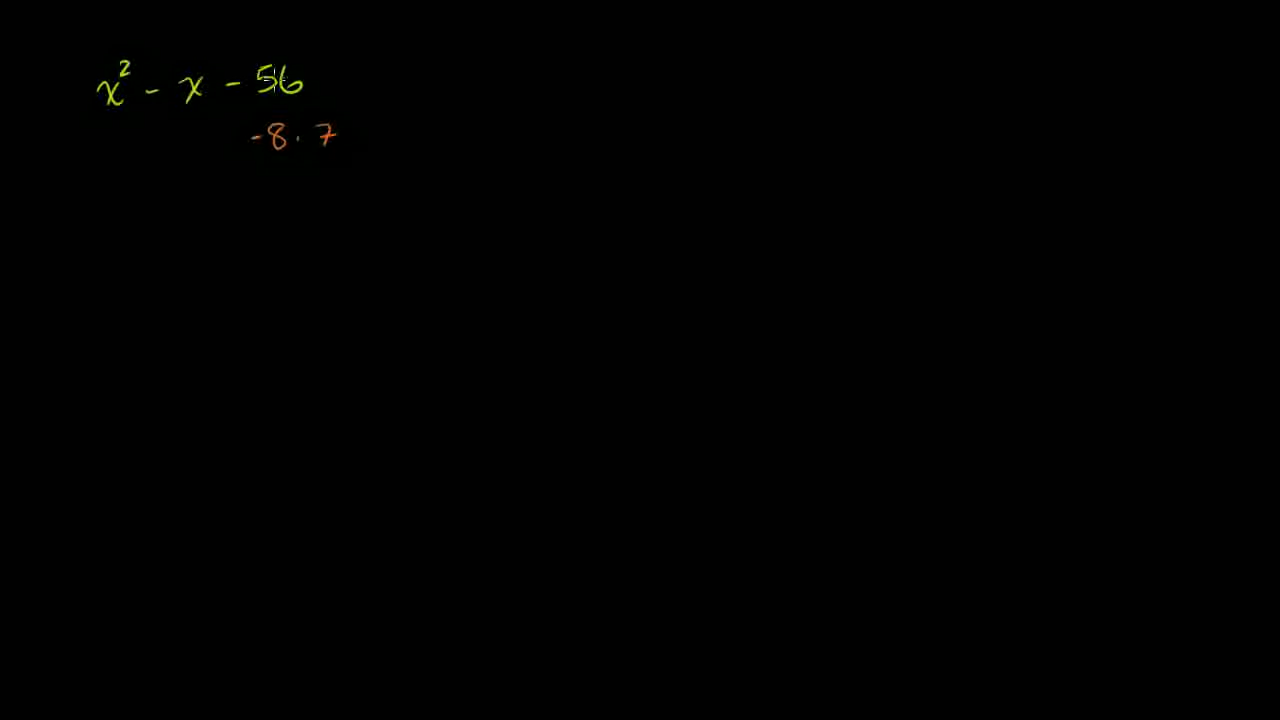 x² - x - 56
-8 · 7